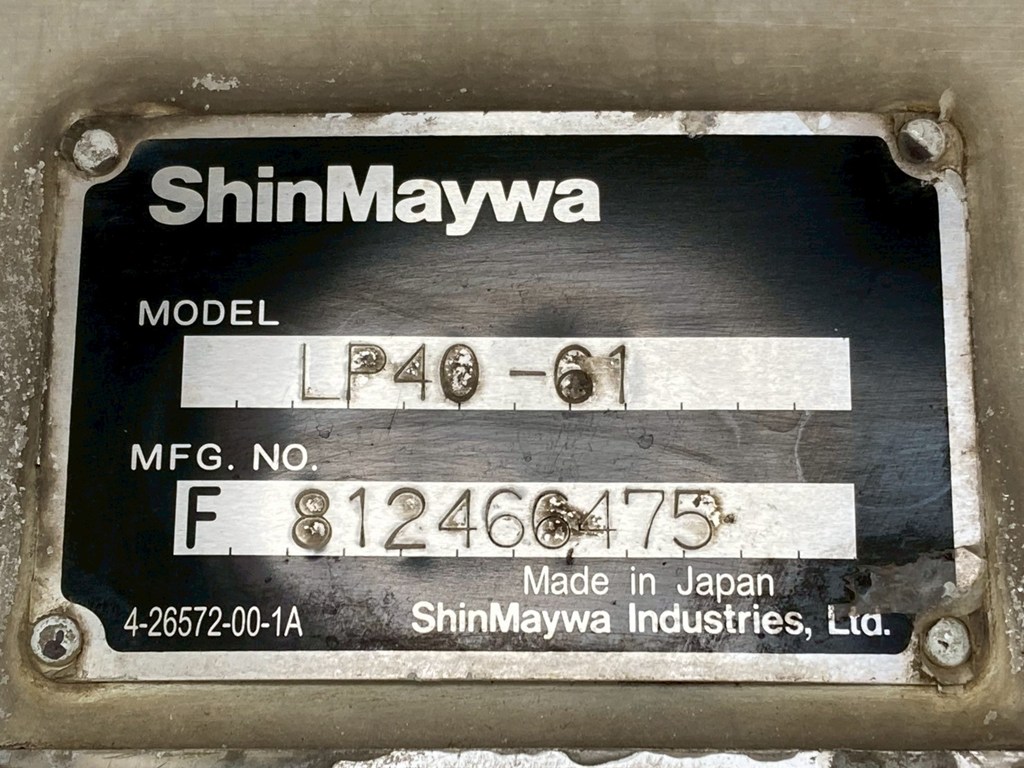 ShinMaywa
MODEL
LP40-61
MFG. NO.
F 812466475
Made in Japan
4-26572-00-1A ShinMaywa Industries, Ltd.